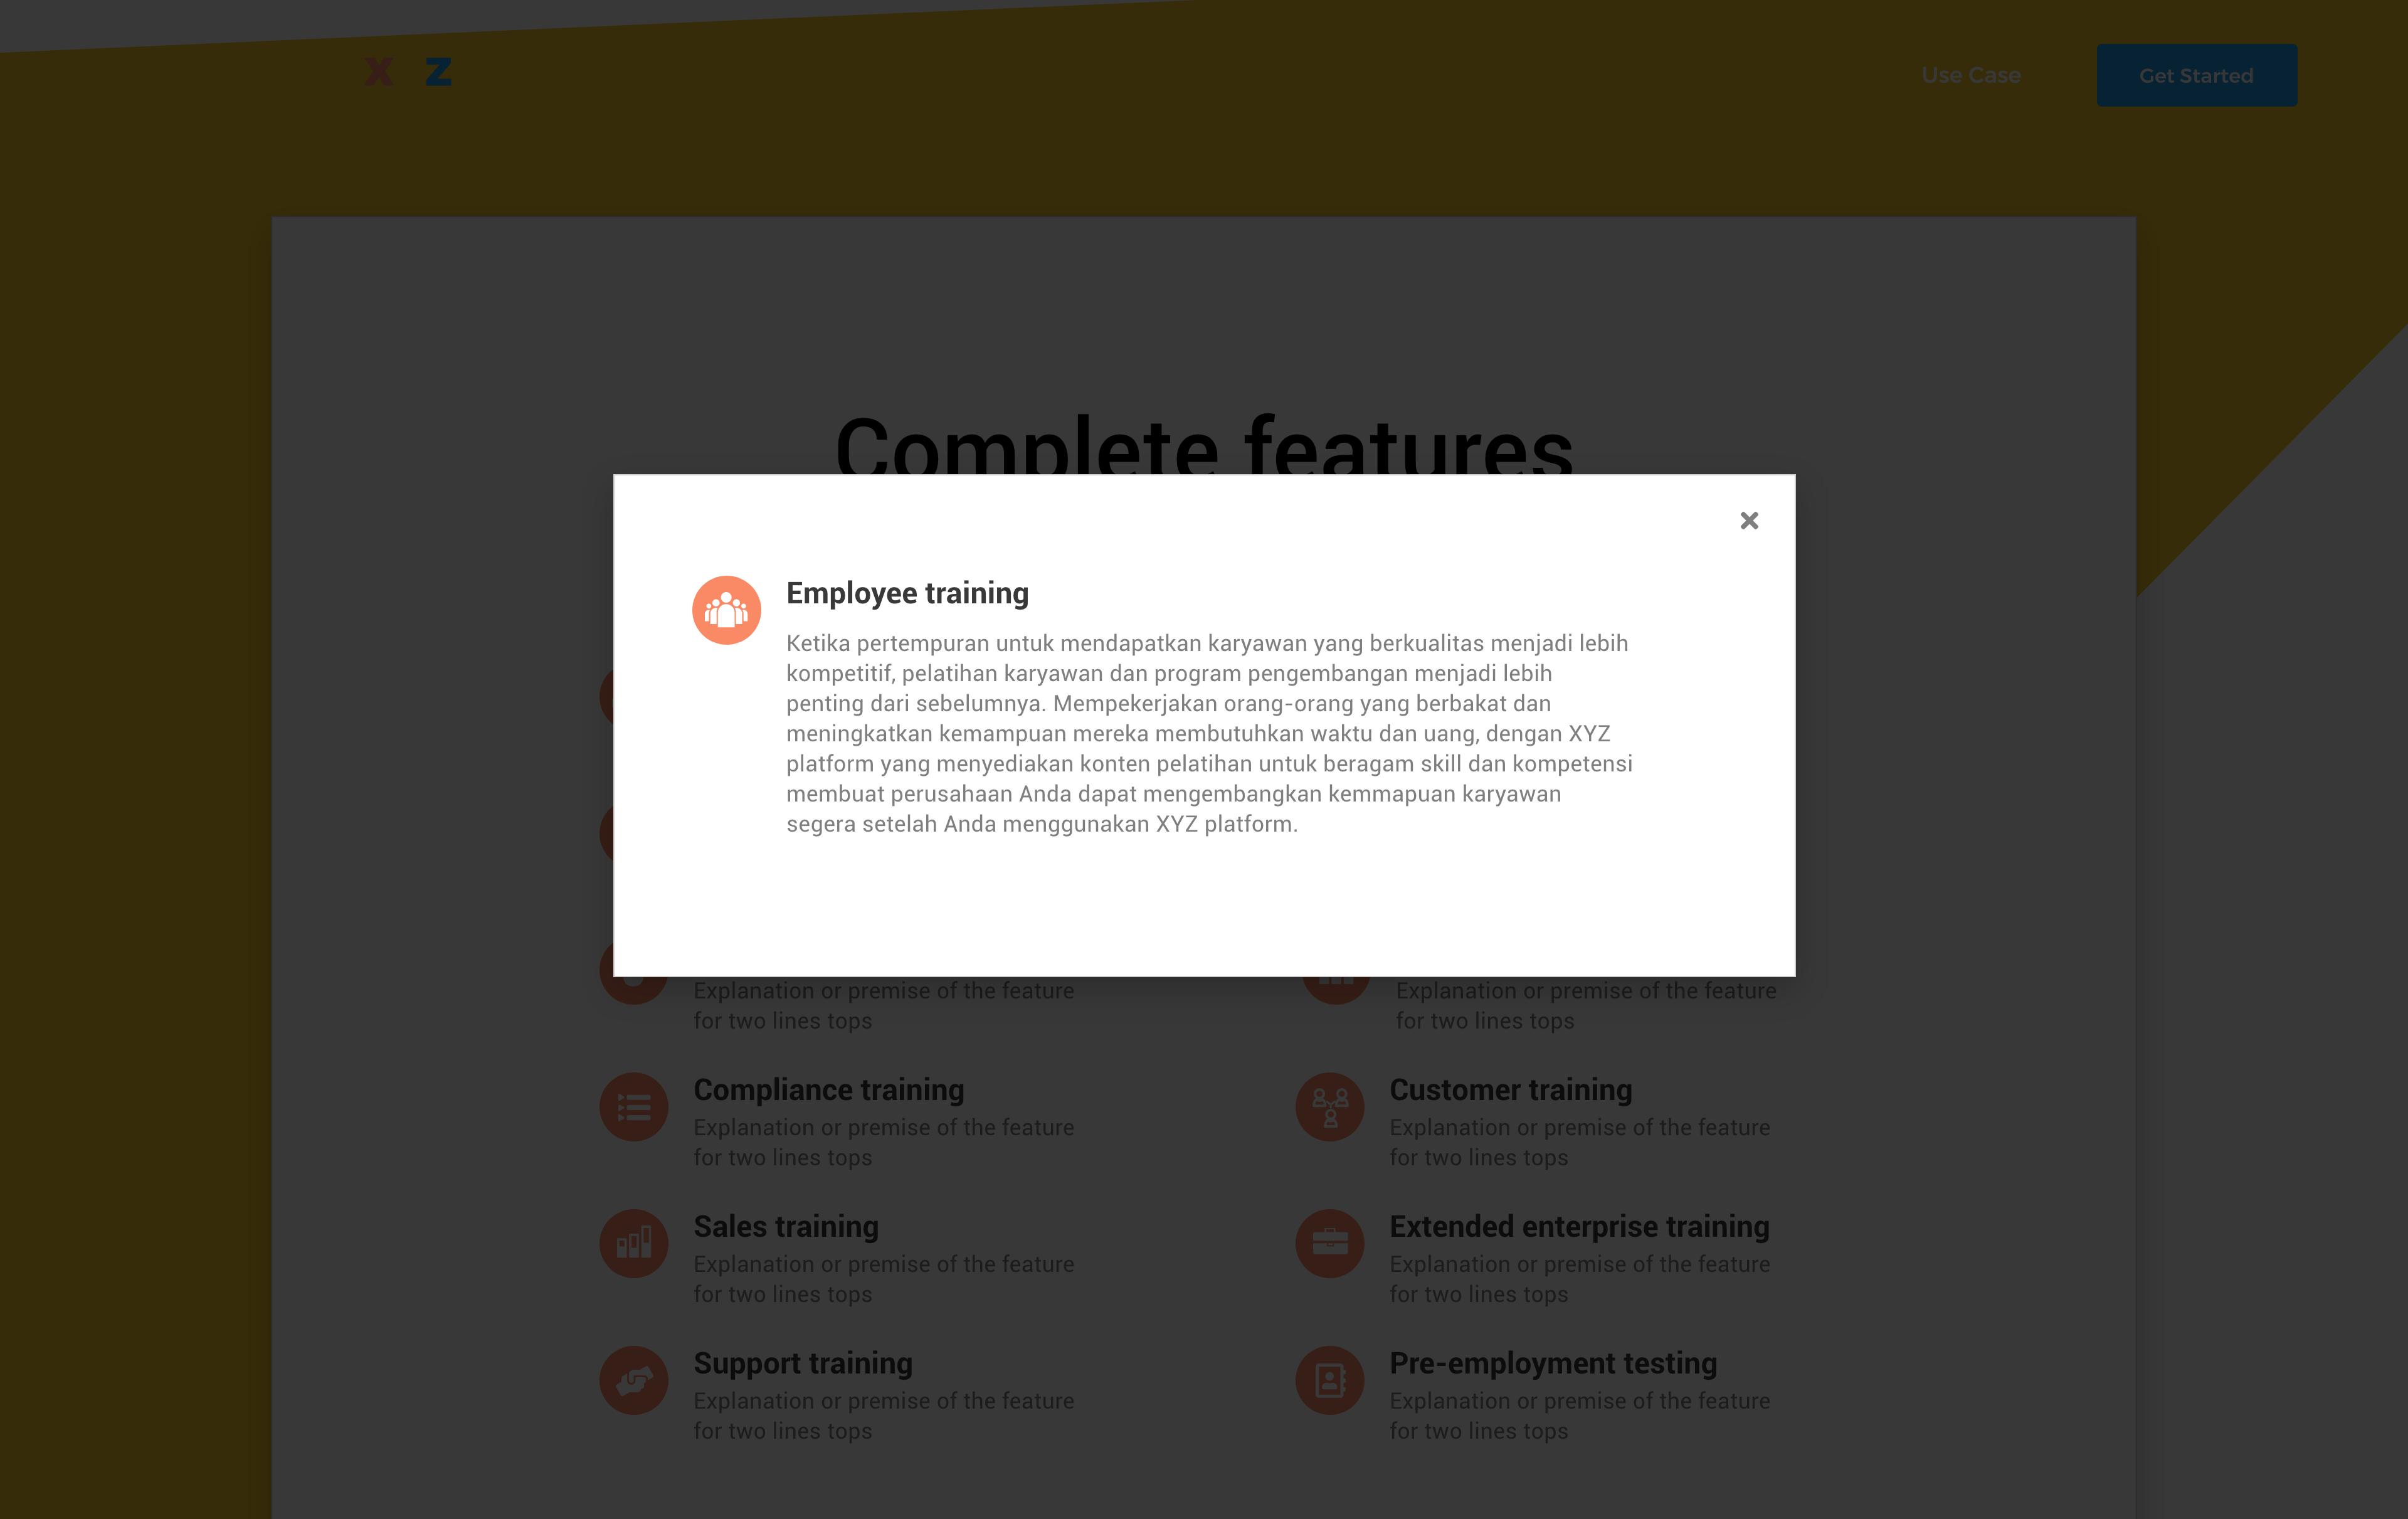 X Z
Use Case
Get Started
Complete features
Employee training
Ketika pertempuran untuk mendapatkan karyawan yang berkualitas menjadi lebih
kompetitif, pelatihan karyawan dan program pengembangan menjadi lebih
penting dari sebelumnya. Mempekerjakan orang-orang yang berbakat dan
meningkatkan kemampuan mereka membutuhkan waktu dan uang, dengan XYZ
platform yang menyediakan konten pelatihan untuk beragam skill dan kompetensi
membuat perusahaan Anda dapat mengembangkan kemmapuan karyawan
segera setelah Anda menggunakan XYZ platform.
Explanation or premise of the feature
for two lines tops
Explanation or premise of the feature
for two lines tops
Compliance training
Explanation or premise of the feature
for two lines tops
Customer training
Explanation or premise of the feature
for two lines tops
Sales training
Explanation or premise of the feature
for two lines tops
Extended enterprise training
Explanation or premise of the feature
for two lines tops
Support training
Explanation or premise of the feature
for two lines tops
Pre-employment testing
Explanation or premise of the feature
for two lines tops